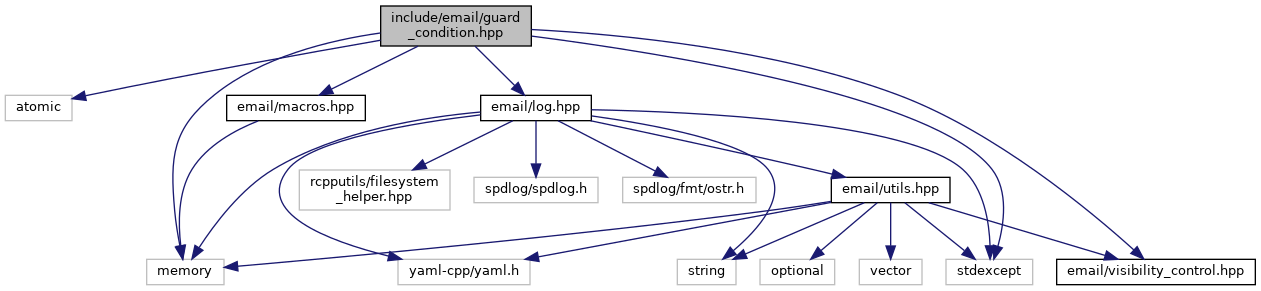 include/email/guard
_condition.hpp
atomic
email/macros.hpp
email/log.hpp
rcpputils/filesystem
_helper.hpp
spdlog/spdlog.h
spdlog/fmt/ostr.h
email/utils.hpp
memory
yaml-cpp/yaml.h
string
optional
vector
stdexcept
email/visibility_control.hpp